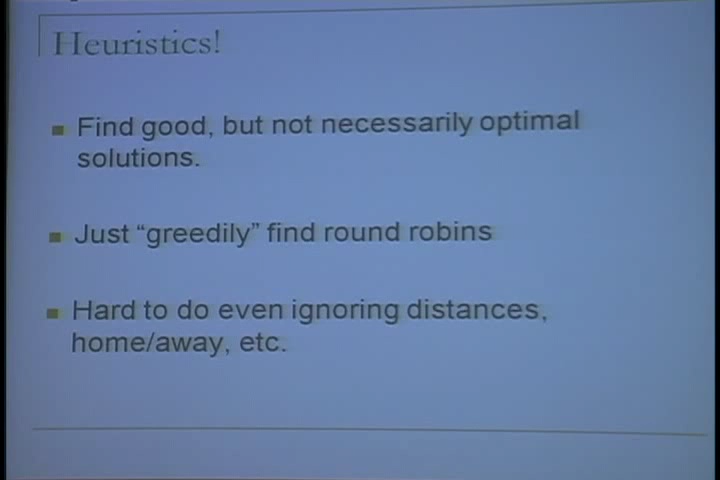 Heuristics!
Find good, but not necessarily optimal
solutions.
Just “greedily” find round robins
Hard to do even ignoring distances,
home/away, etc.